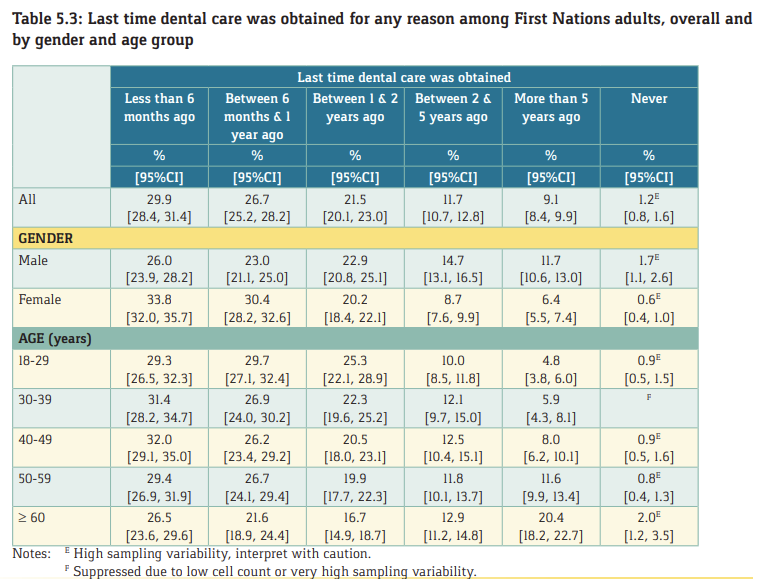 Table 5.3: Last time dental care was obtained for any reason among First Nations adults, overall and
by gender and age group
Last time dental care was obtained
Less than 6 months ago Between 6 months & 1 year ago Between 1 & 2 years ago Between 2 & 5 years ago More than 5 years ago Never
% % % % % %
[95%CI] [95%CI] [95%CI] [95%CI] [95%CI] [95%CI]
All 29.9 26.7 21.5 11.7 9.1 1.2E
[28.4, 31.4] [25.2, 28.2] [20.1, 23.0] [10.7, 12.8] [8.4, 9.9] [0.8, 1.6]
GENDER
Male 26.0 23.0 22.9 14.7 11.7 1.7E
[23.9, 28.2] [21.1, 25.0] [20.8, 25.1] [13.1, 16.5] [10.6, 13.0] [1.1, 2.6]
Female 33.8 30.4 20.2 8.7 6.4 0.6E
[32.0, 35.7] [28.2, 32.6] [18.4, 22.1] [7.6, 9.9] [5.5, 7.4] [0.4, 1.0]
AGE (years)
18-29 29.3 29.7 25.3 10.0 4.8 0.9E
[26.5, 32.3] [27.1, 32.4] [22.1, 28.9] [8.5, 11.8] [3.8, 6.0] [0.5, 1.5]
30-39 31.4 26.9 22.3 12.1 5.9 F
[28.2, 34.7] [24.0, 30.2] [19.6, 25.2] [9.7, 15.0] [4.3, 8.1]
40-49 32.0 26.2 20.5 12.5 8.0 0.9E
[29.1, 35.0] [23.4, 29.2] [18.0, 23.1] [10.4, 15.1] [6.2, 10.1] [0.5, 1.6]
50-59 29.4 26.7 19.9 11.8 11.6 0.8E
[26.9, 31.9] [24.1, 29.4] [17.7, 22.3] [10.1, 13.7] [9.9, 13.4] [0.4, 1.3]
≥ 60 26.5 21.6 16.7 12.9 20.4 2.0E
[23.6, 29.6] [18.9, 24.4] [14.9, 18.7] [11.2, 14.8] [18.2, 22.7] [1.2, 3.5]
Notes: E High sampling variability, interpret with caution.
F Suppressed due to low cell count or very high sampling variability.